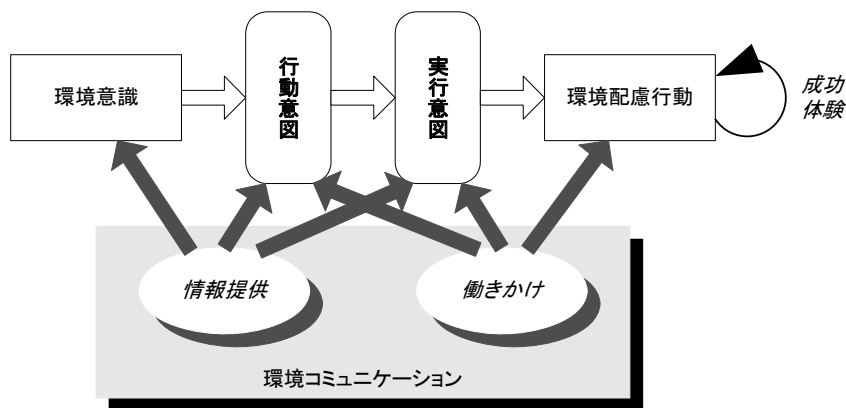 環境意識
行動意図
実行意図
環境配慮行動
成功
体験
情報提供
働きかけ
環境コミュニケーション